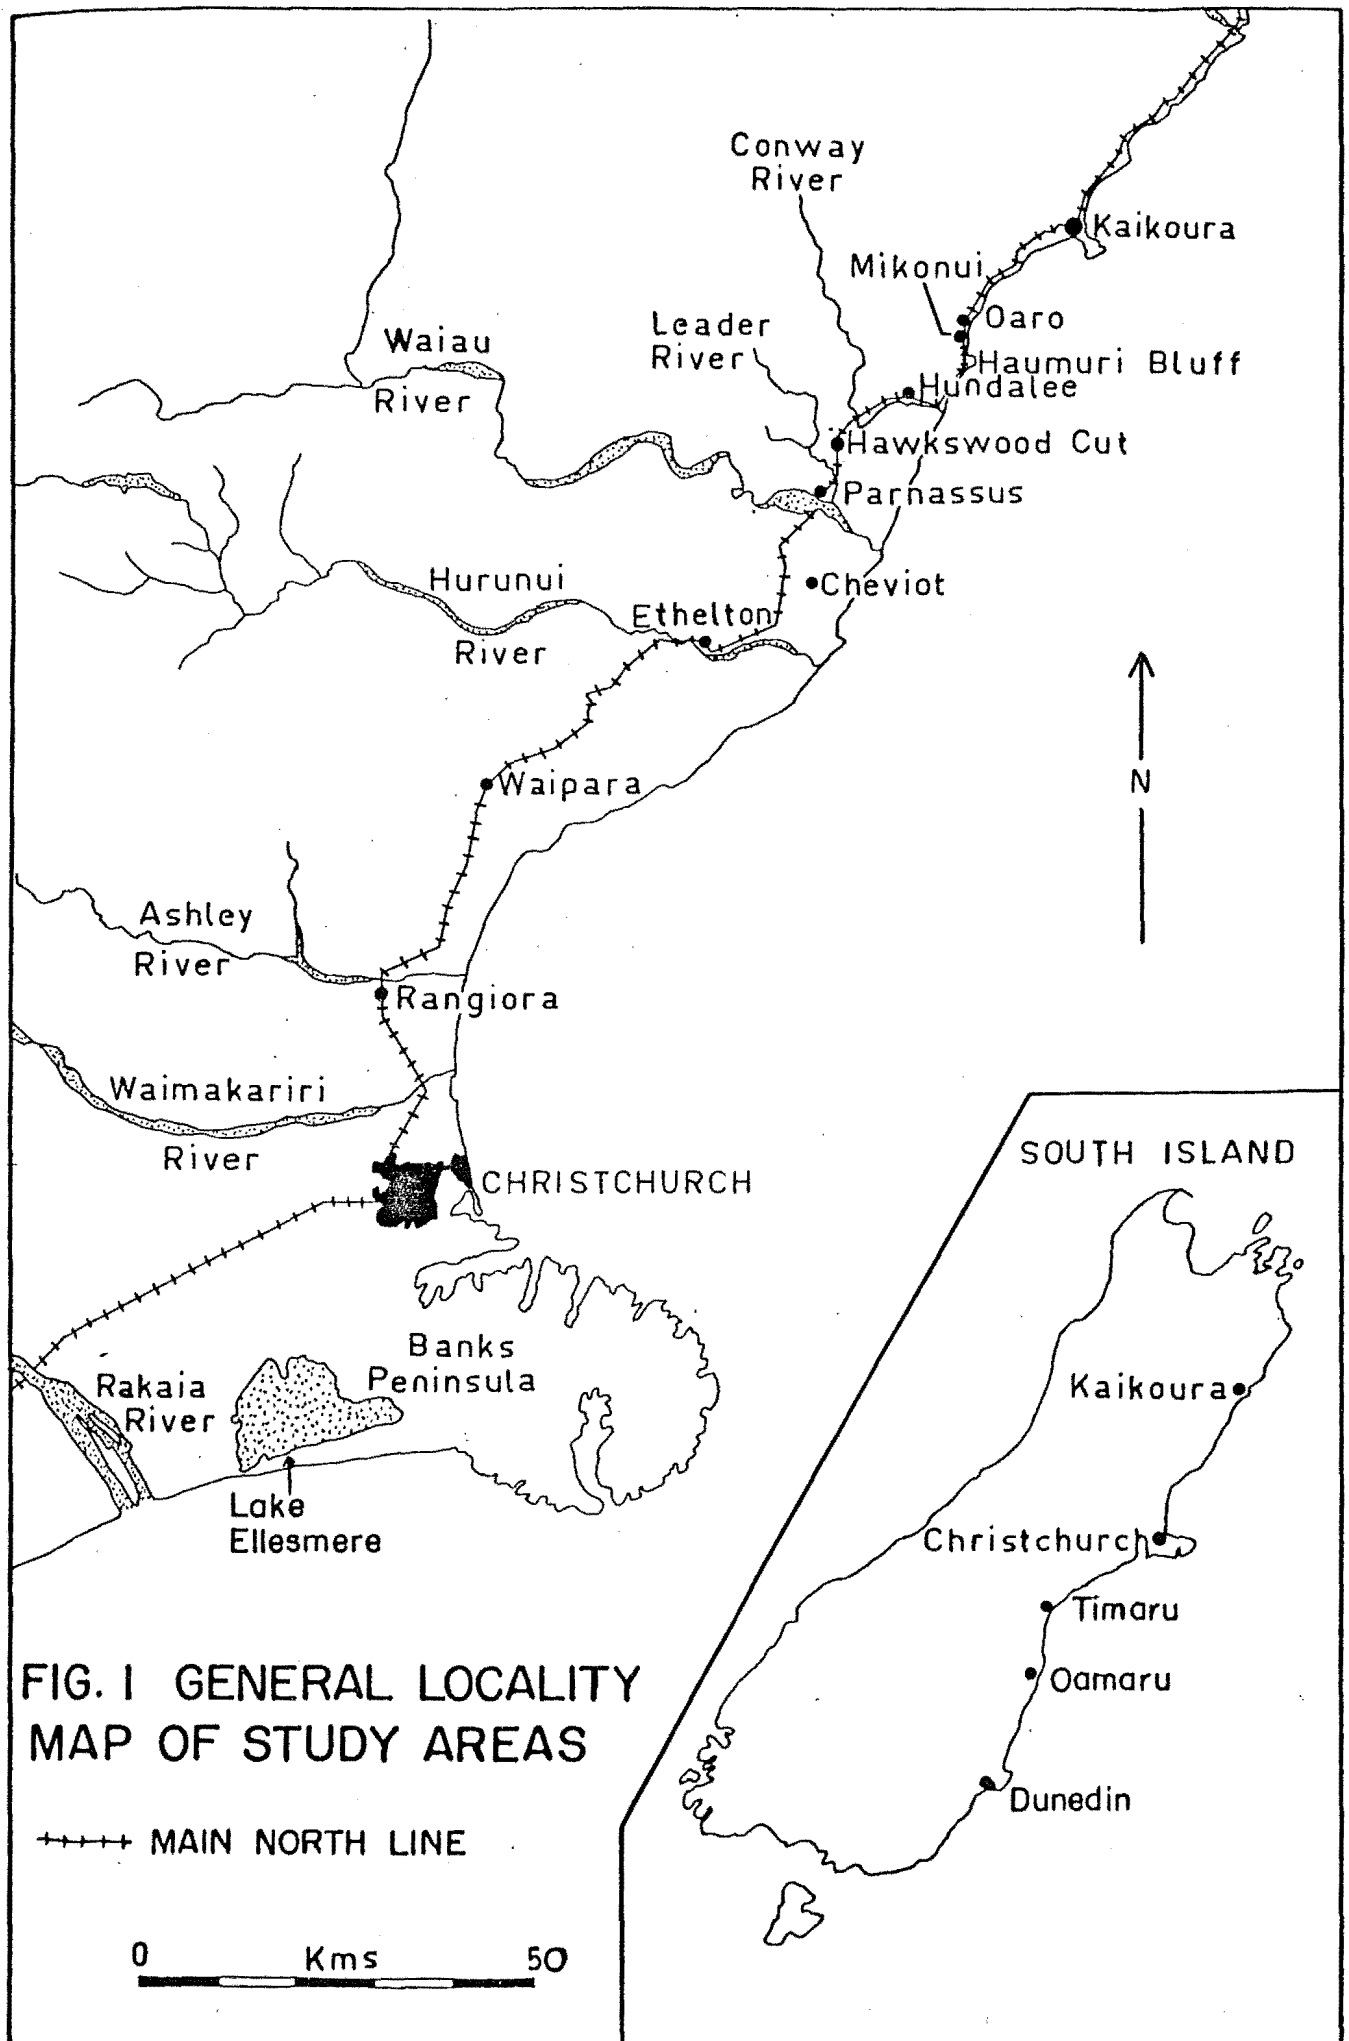 Conway
River
Kaikoura
Mikonui
Oaro
Leader
River
Waiau
River
Haumuri Bluff
Hundalee
Hawkswood Cut
Parnassus
Hurunui
River
Cheviot
Ethelton
N
Waipara
Ashley
River
Rangiora
Waimakariri
River
CHRISTCHURCH
Banks
Peninsula
Rakaia
River
Lake
Ellesmere
SOUTH ISLAND
Kaikoura
Christchurch
Timaru
Oamaru
Dunedin
FIG. 1 GENERAL LOCALITY
MAP OF STUDY AREAS
MAIN NORTH LINE
0 Kms 50